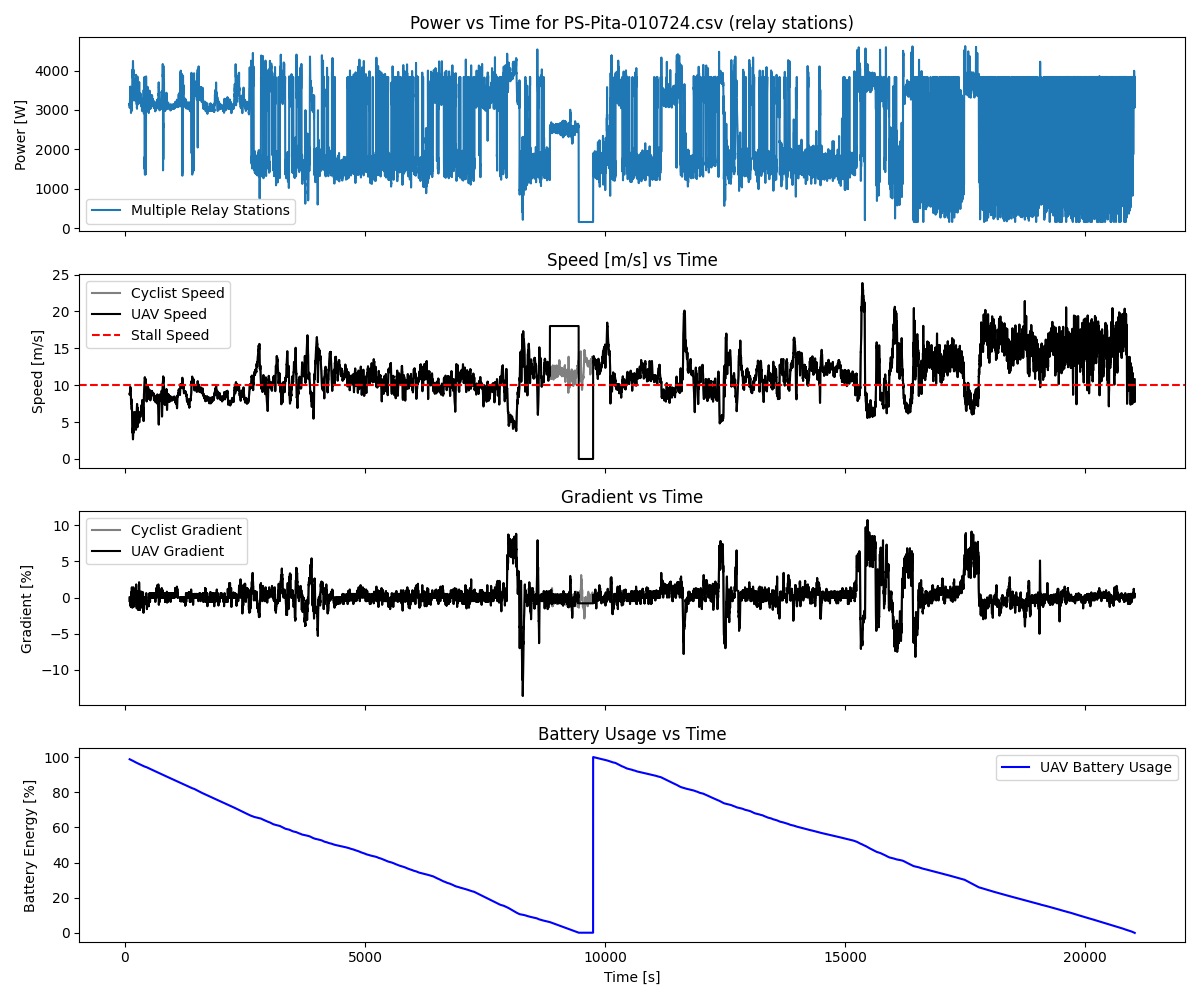 Power vs Time for PS-Pita-010724.csv (relay stations)
Power [W]
4000
3000
2000
1000
0
Multiple Relay Stations
Speed [m/s] vs Time
Speed [m/s]
25
20
15
10
5
0
Cyclist Speed
UAV Speed
Stall Speed
Gradient vs Time
Gradient [%]
10
5
0
−5
−10
Cyclist Gradient
UAV Gradient
Battery Usage vs Time
Battery Energy [%]
100
80
60
40
20
0
UAV Battery Usage
0 5000 10000 15000 20000
Time [s]